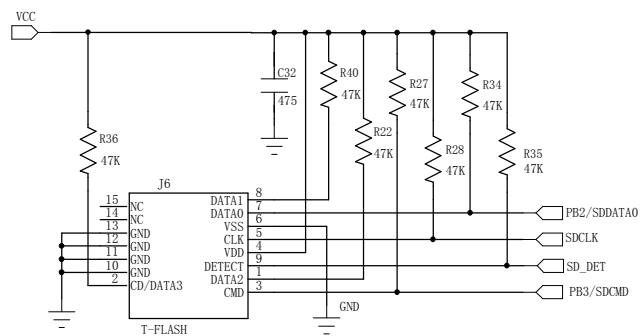 VCC
C32
475
R40
47K
R27
47K
R34
47K
R36
47K
R22
47K
R28
47K
R35
47K
J6
15 NC
14 NC
13 GND
12 GND
11 GND
10 GND
2 CD/DATA3
DATA1 8
DATA0 7
VSS 6
CLK 5
VDD 4
DETECT 9
DATA2 1
CMD 3
T-FLASH
GND
PB2/SDDATA0
SDCLK
SD_DET
PB3/SDCMD